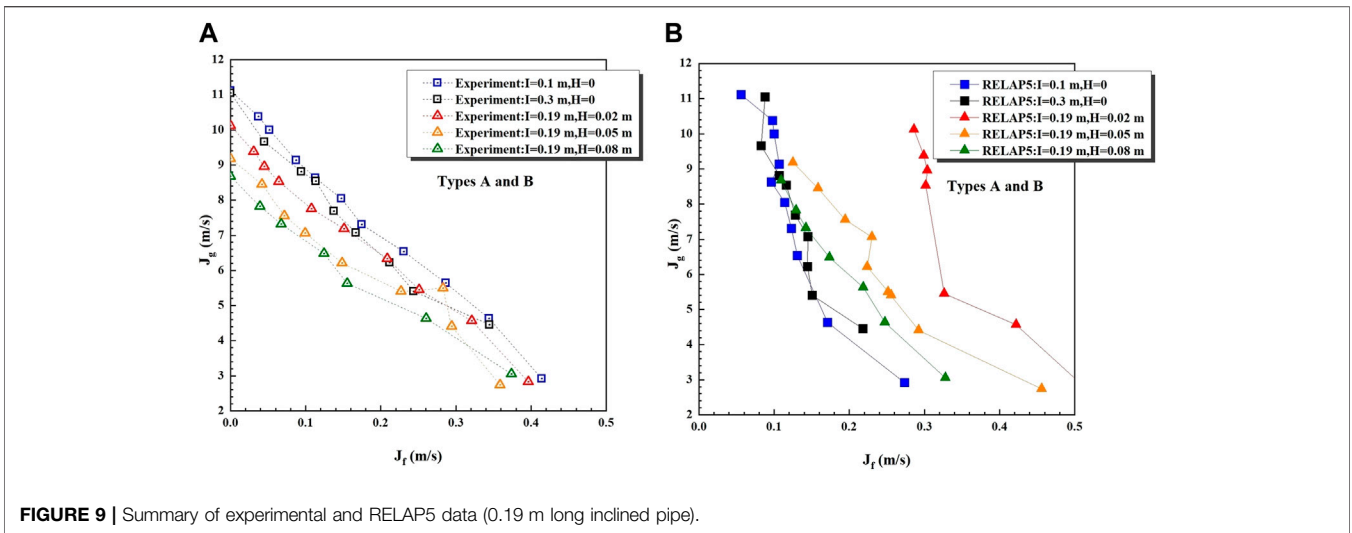 A
12
11
10
9
8
7
6
5
4
3
2
J_g (m/s)
Experiment:I=0.1 m,H=0
Experiment:I=0.3 m,H=0
Experiment:I=0.19 m,H=0.02 m
Experiment:I=0.19 m,H=0.05 m
Experiment:I=0.19 m,H=0.08 m
Types A and B
0.0 0.1 0.2 0.3 0.4 0.5
J_f (m/s)
B
12
11
10
9
8
7
6
5
4
3
2
J_g (m/s)
RELAP5:I=0.1 m,H=0
RELAP5:I=0.3 m,H=0
RELAP5:I=0.19 m,H=0.02 m
RELAP5:I=0.19 m,H=0.05 m
RELAP5:I=0.19 m,H=0.08 m
Types A and B
0.0 0.1 0.2 0.3 0.4 0.5
J_f (m/s)
FIGURE 9 | Summary of experimental and RELAP5 data (0.19 m long inclined pipe).